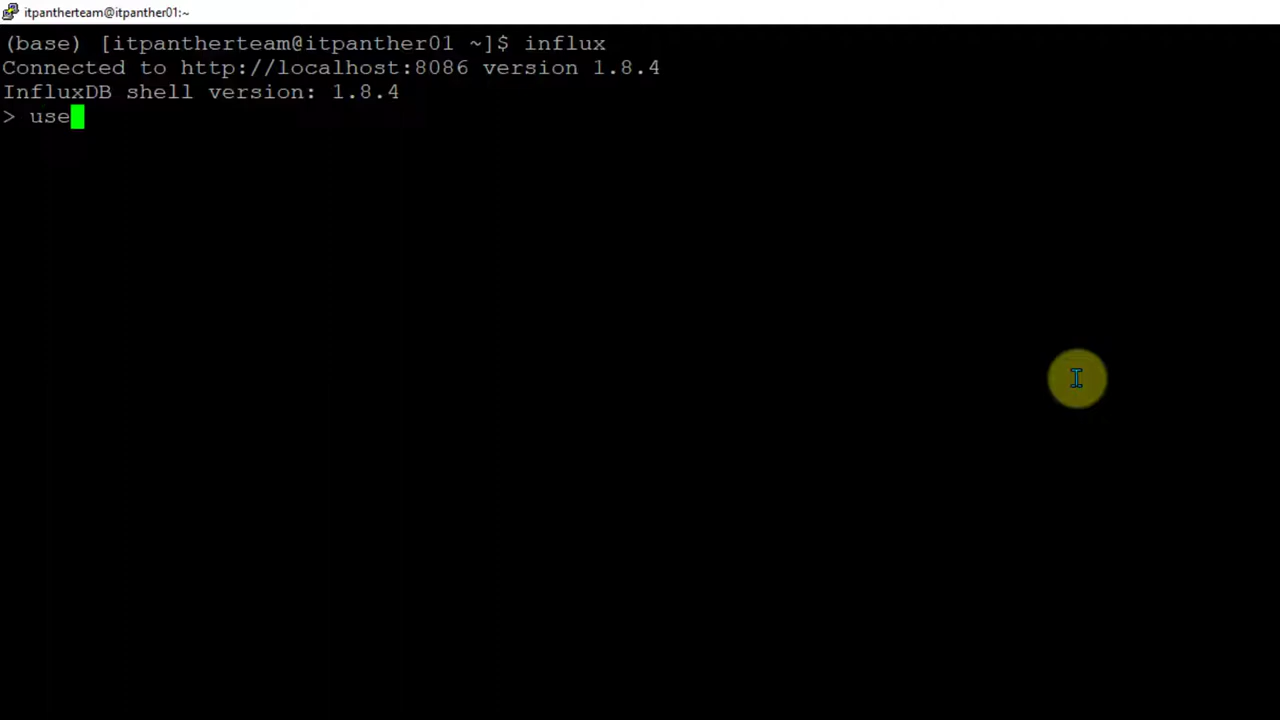 itpantherteam@itpanther01:~
(base) [itpantherteam@itpanther01 ~]$ influx
Connected to http://localhost:8086 version 1.8.4
InfluxDB shell version: 1.8.4
> use